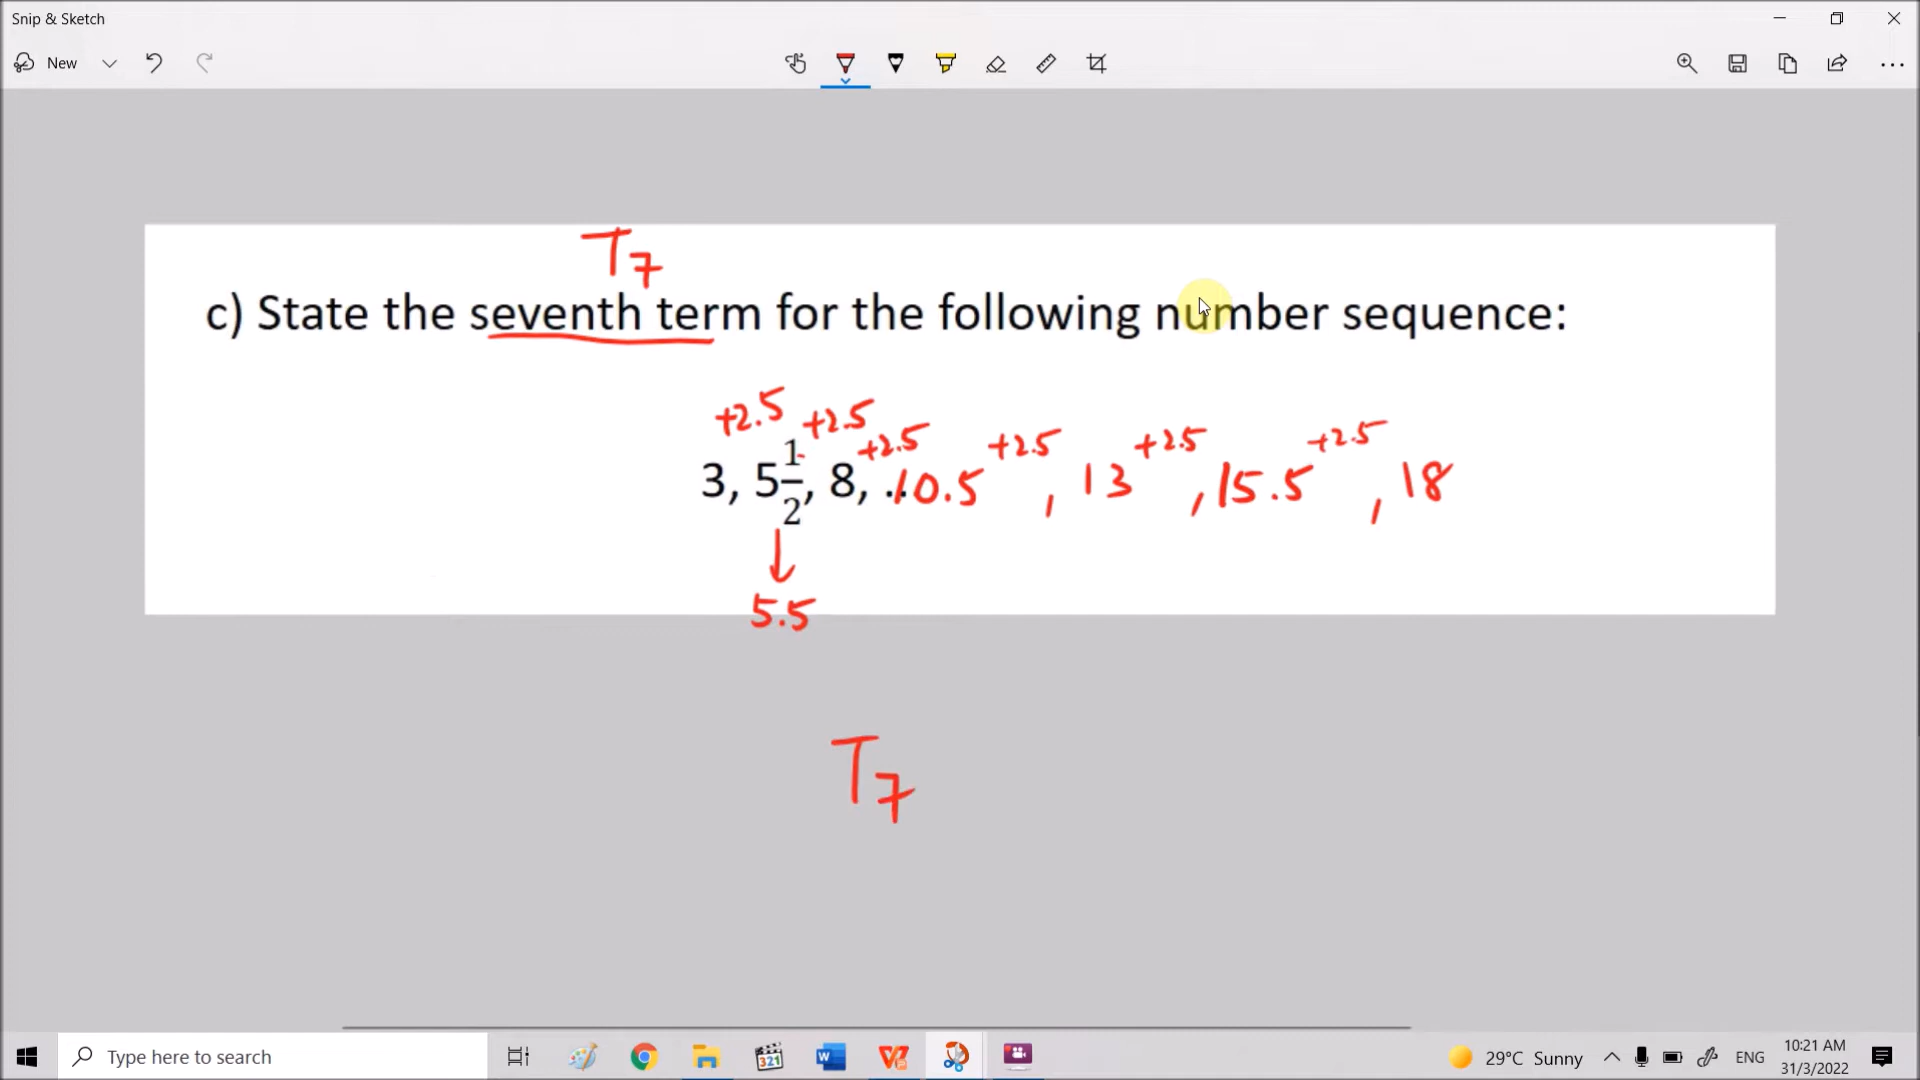 Snip & Sketch
New
T7
c) State the seventh term for the following number sequence:
+2.5 +2.5 +2.5 +2.5 +2.5 +2.5
3, 5 1/2, 8, ... 10.5, 13, 15.5, 18
5.5
T7
Type here to search
321
W
29°C Sunny
ENG
10:21 AM
31/3/2022